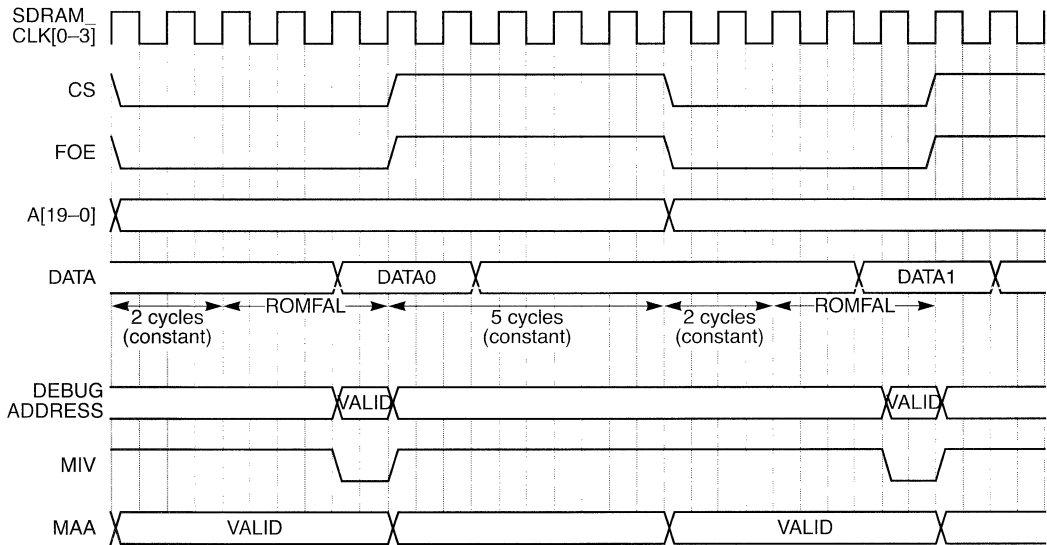 SDRAM_
CLK[0–3]
CS
FOE
A[19–0]
DATA
DATA0
DATA1
2 cycles
(constant)
ROMFAL
5 cycles
(constant)
2 cycles
(constant)
ROMFAL
DEBUG
ADDRESS
VALID
VALID
MIV
MAA
VALID
VALID